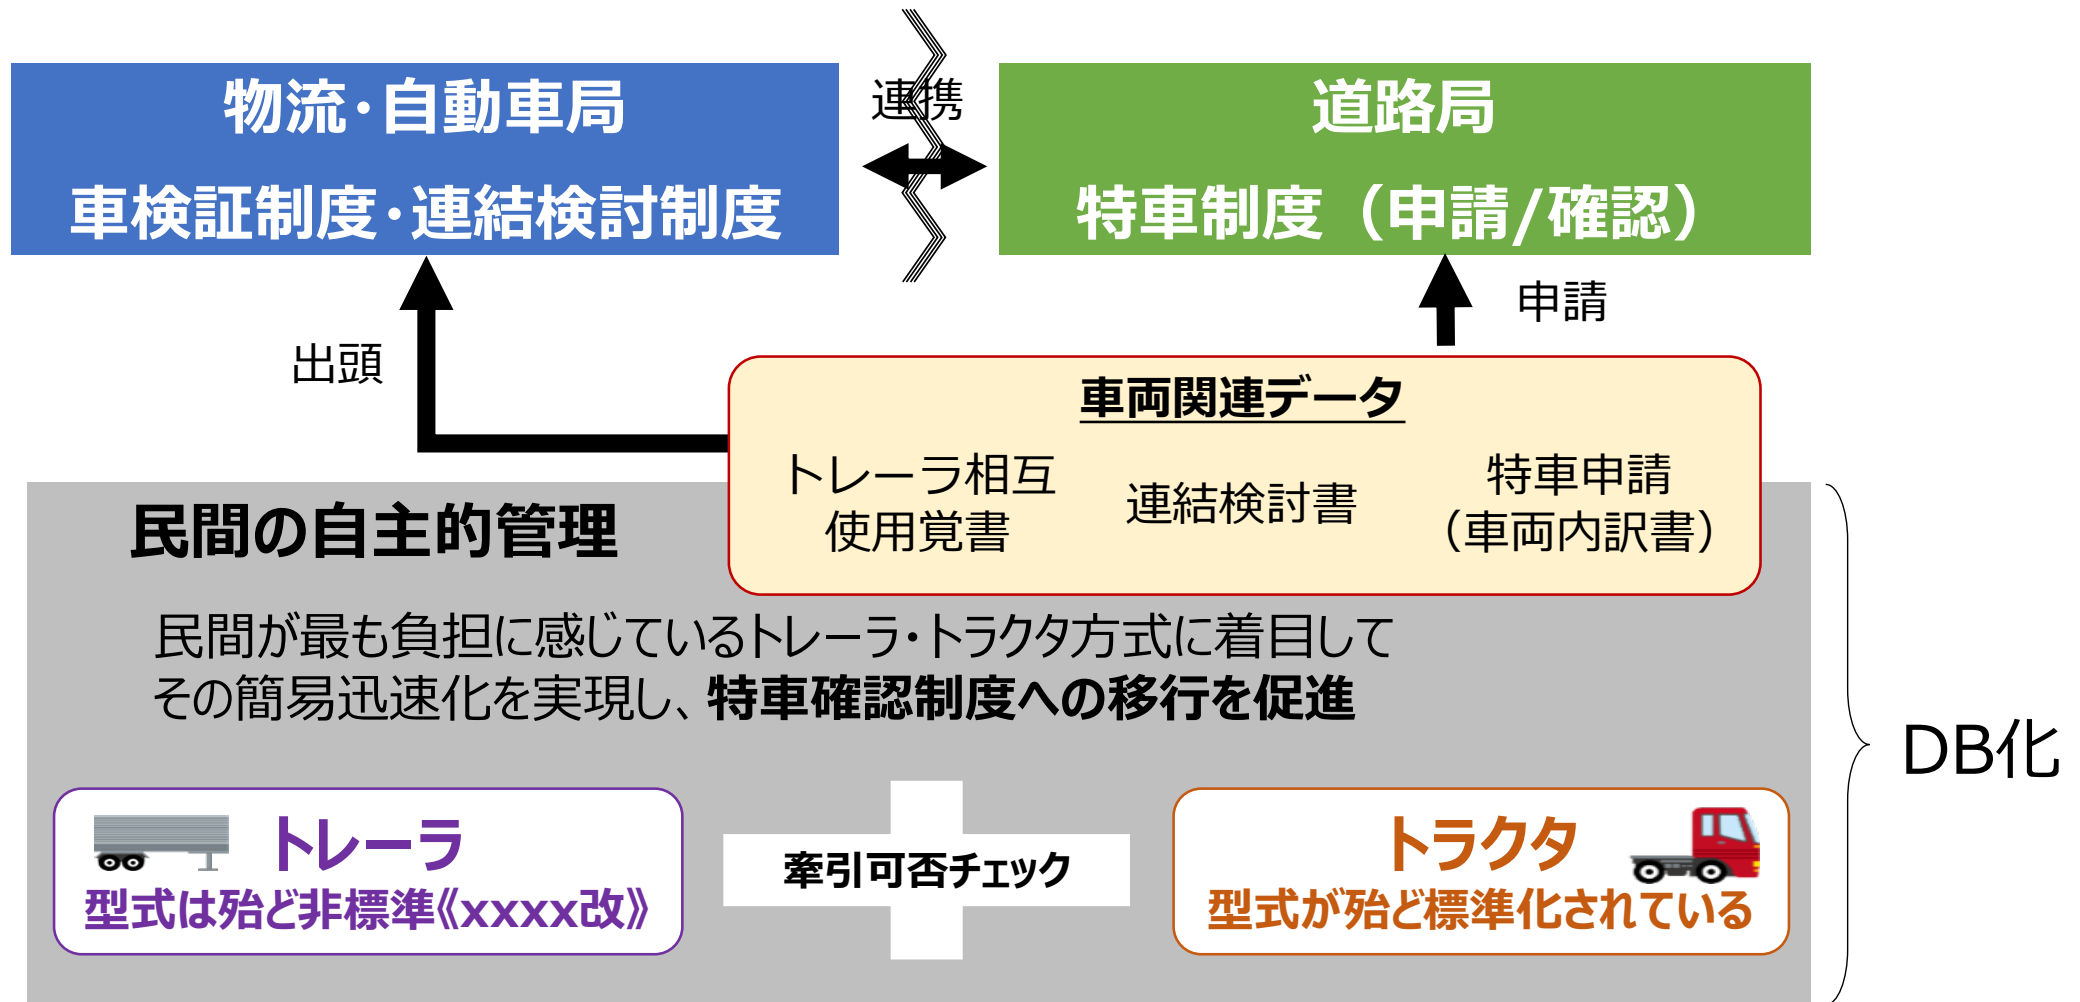 物流・自動車局
車検証制度・連結検討制度
連携
道路局
特車制度（申請/確認）
出頭
申請
車両関連データ
トレーラ相互
使用覚書
連結検討書
特車申請
（車両内訳書）
民間の自主的管理
民間が最も負担に感じているトレーラ・トラクタ方式に着目して
その簡易迅速化を実現し、特車確認制度への移行を促進
DB化
トレーラ
型式は殆ど非標準《xxxx改》
牽引可否チェック
トラクタ
型式が殆ど標準化されている